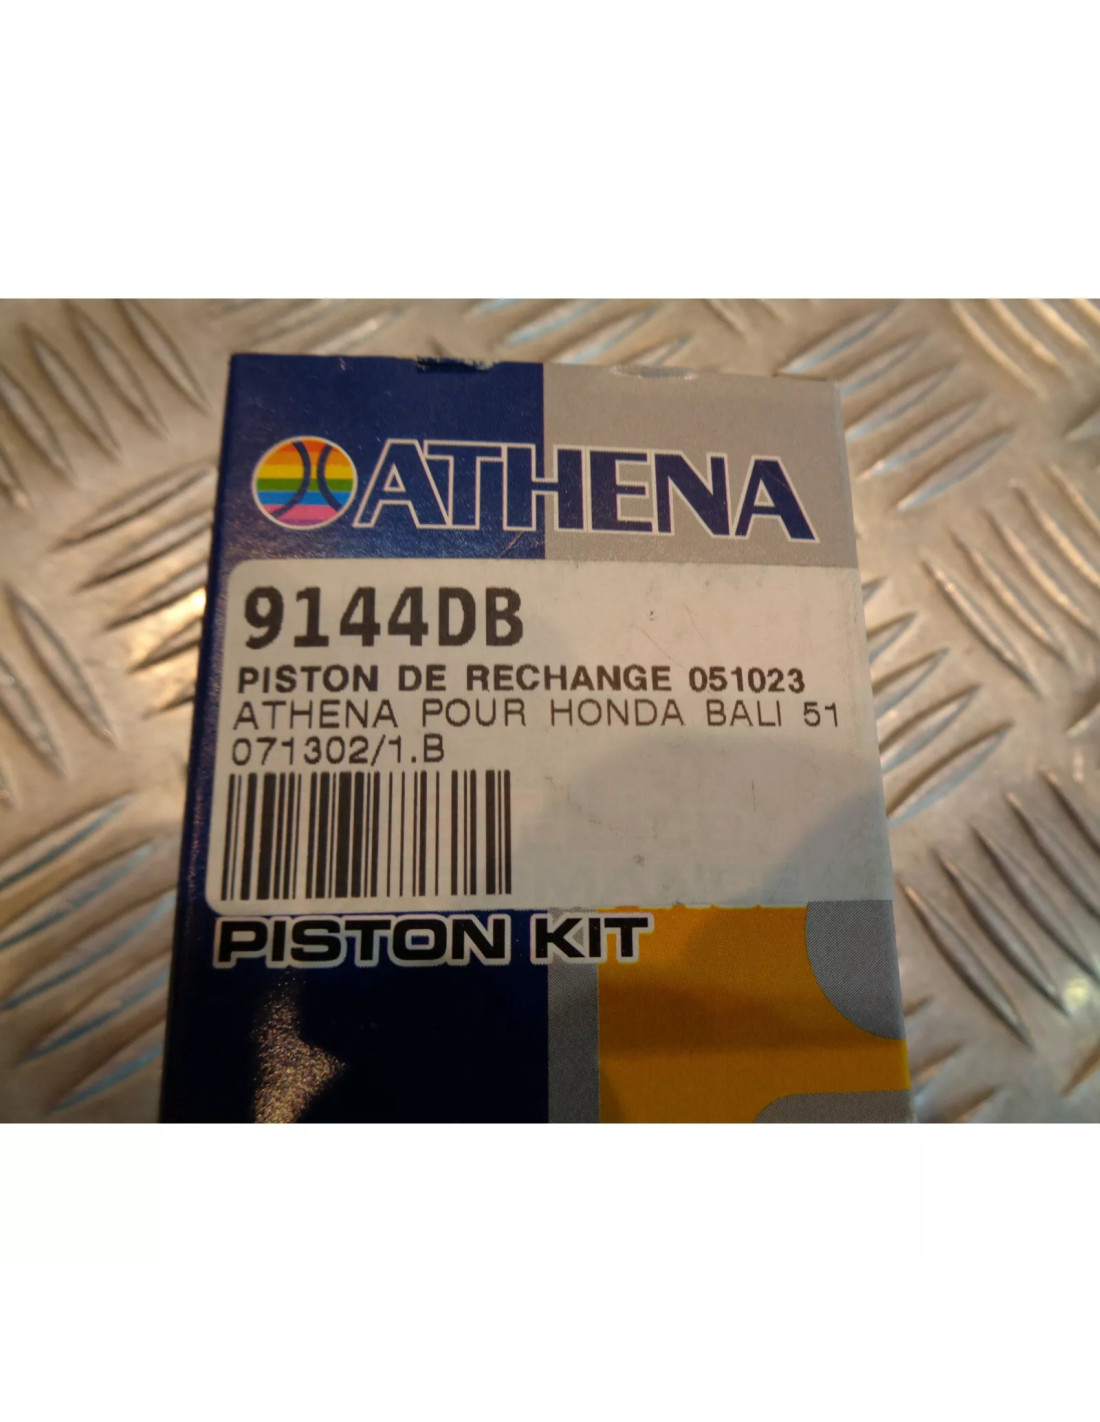 ATHENA
9144DB
PISTON DE RECHANGE 051023
ATHENA POUR HONDA BALI 51
071302/1.B
PISTON KIT